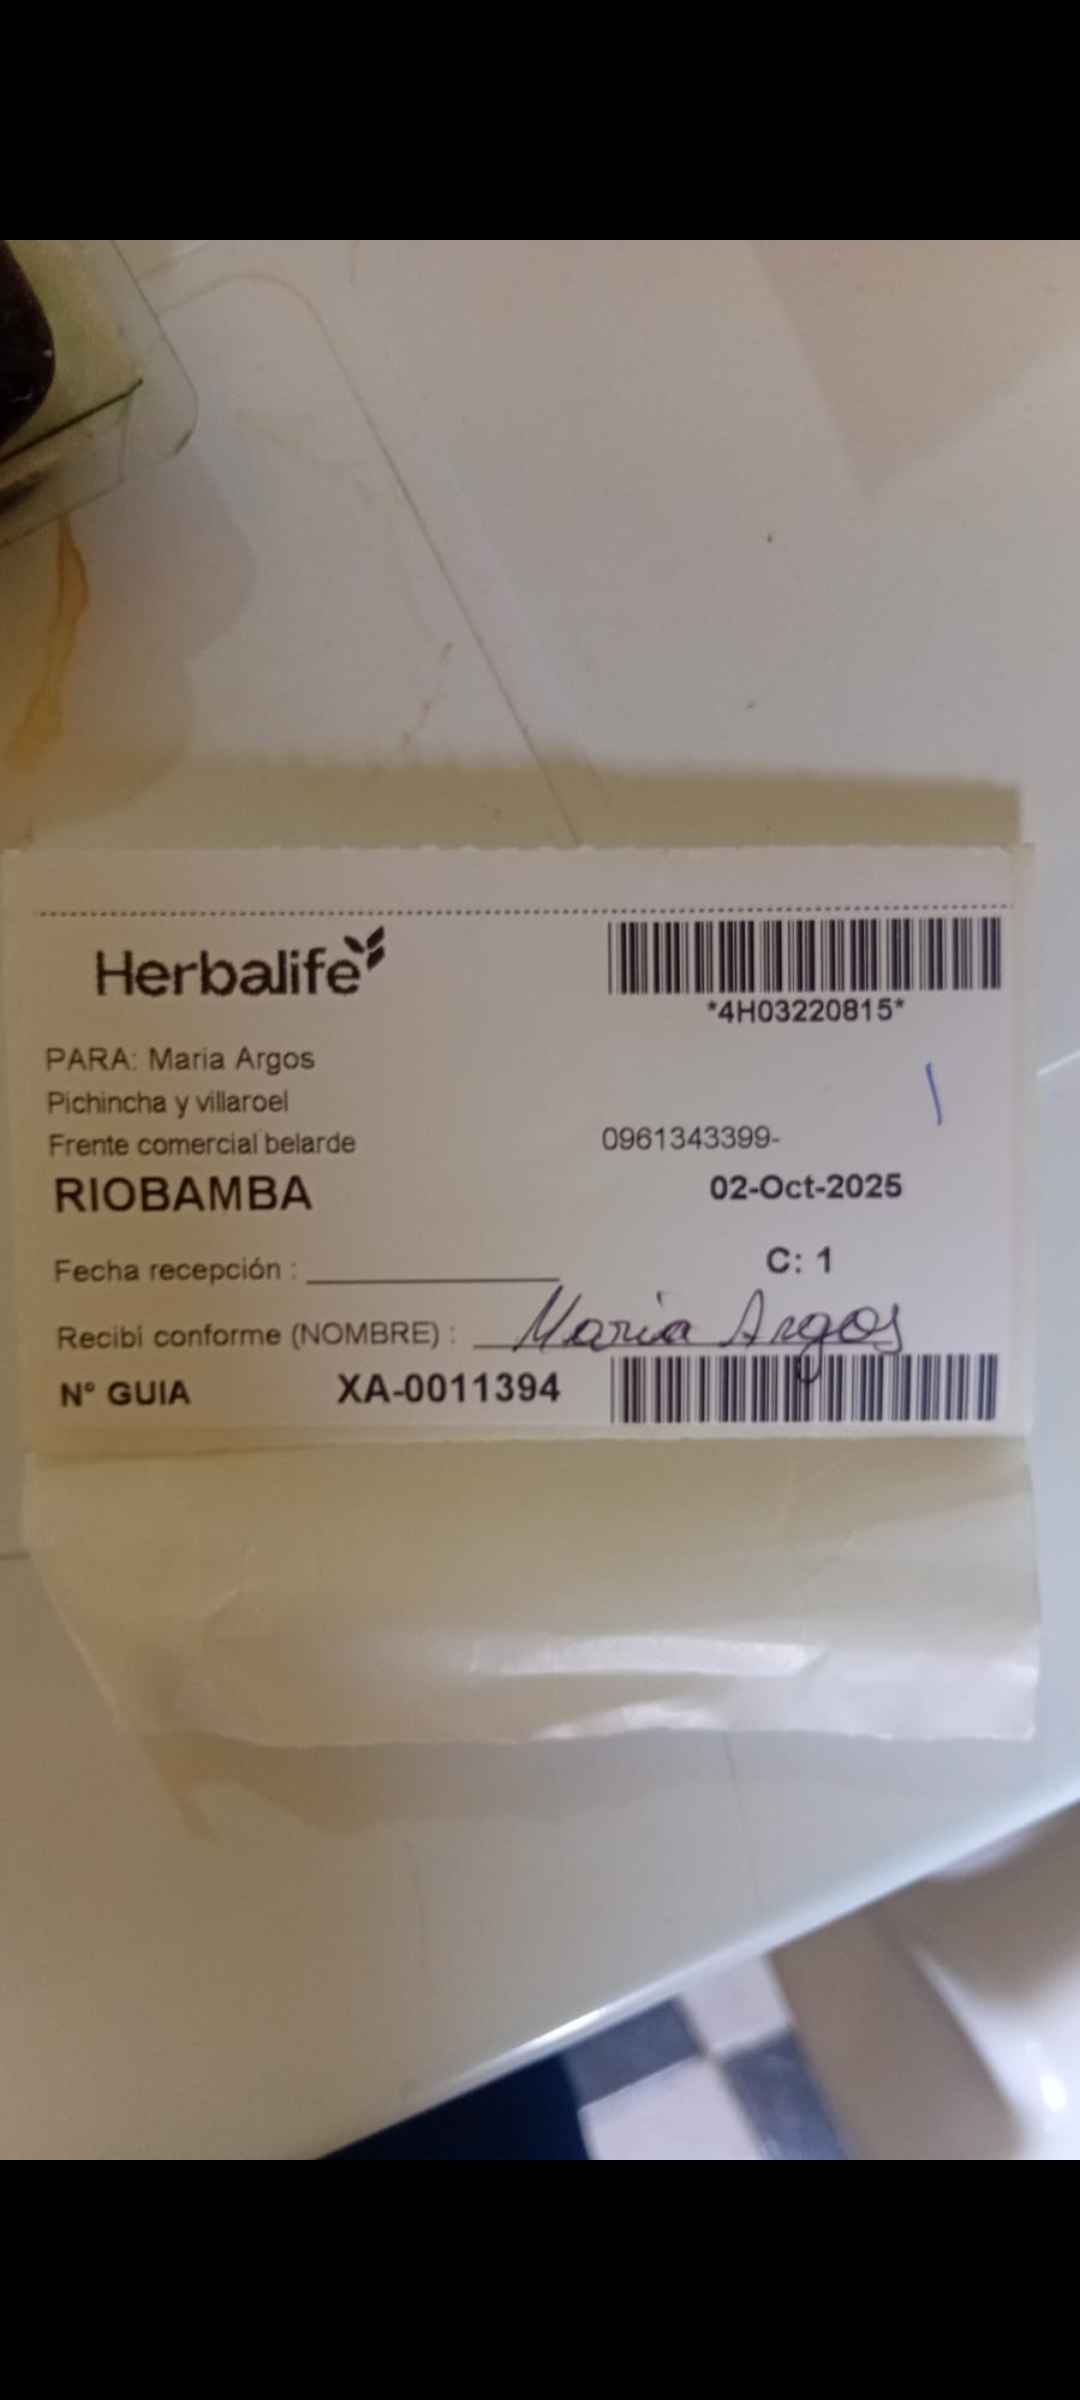 Herbalife
*4H03220815*
PARA: Maria Argos
Pichincha y villaroel
Frente comercial belarde 0961343399-
RIOBAMBA 02-Oct-2025
Fecha recepción : C: 1
Recibí conforme (NOMBRE) : Maria Argos
N° GUIA XA-0011394